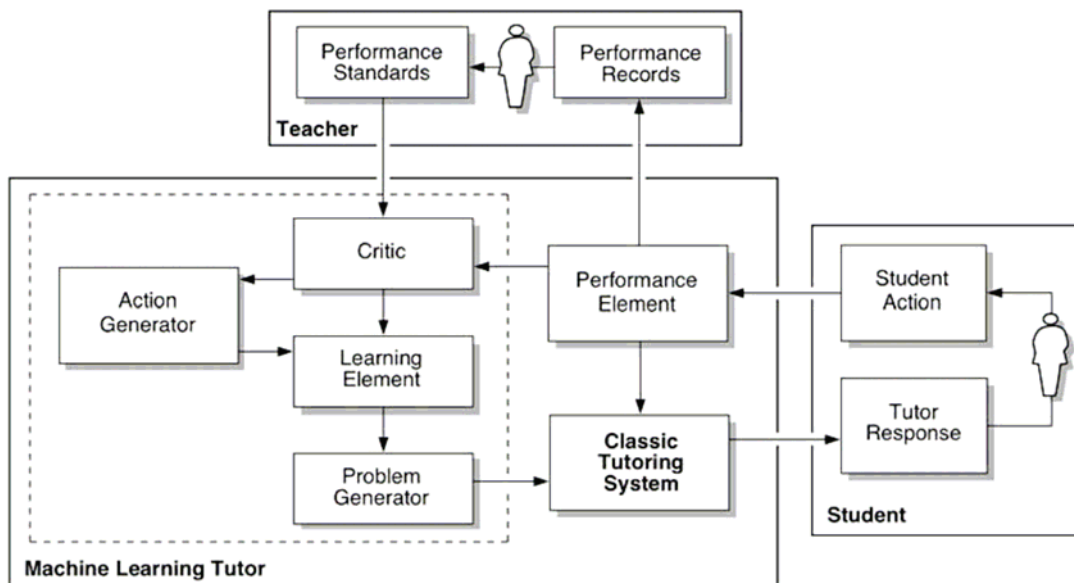 Performance
Standards
Performance
Records
Teacher
Critic
Action
Generator
Performance
Element
Student
Action
Learning
Element
Tutor
Response
Classic
Tutoring
System
Problem
Generator
Student
Machine Learning Tutor